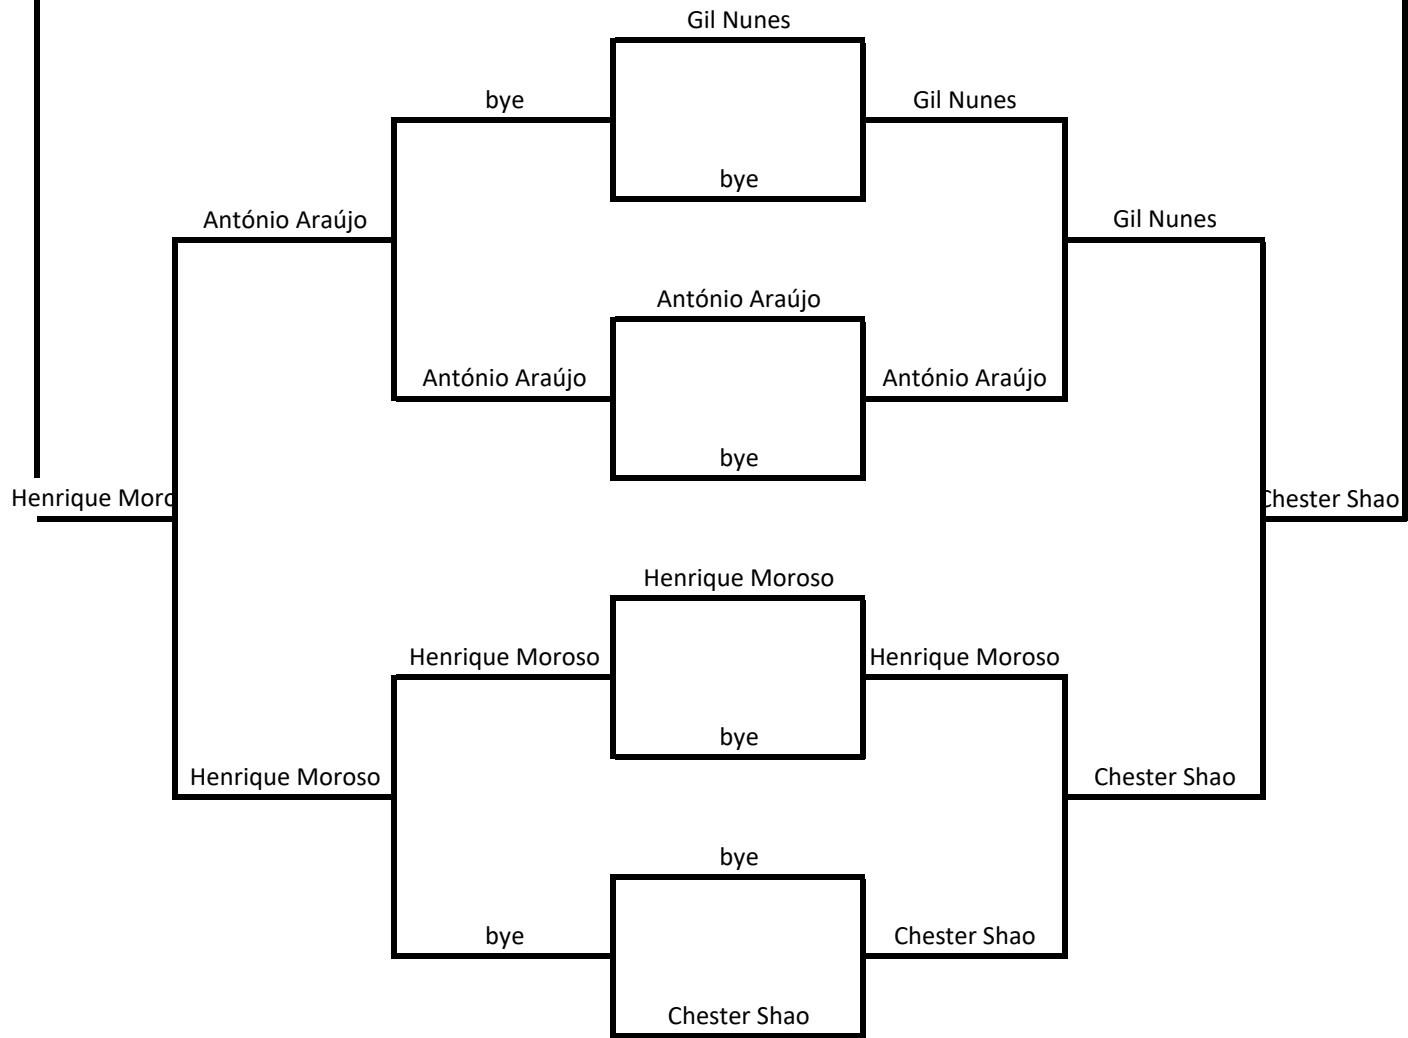 Gil Nunes
bye
Gil Nunes
bye
António Araújo
Gil Nunes
António Araújo
António Araújo
António Araújo
bye
Henrique Moro
Chester Shao
Henrique Moroso
Henrique Moroso
Henrique Moroso
bye
Henrique Moroso
Chester Shao
bye
bye
Chester Shao
Chester Shao